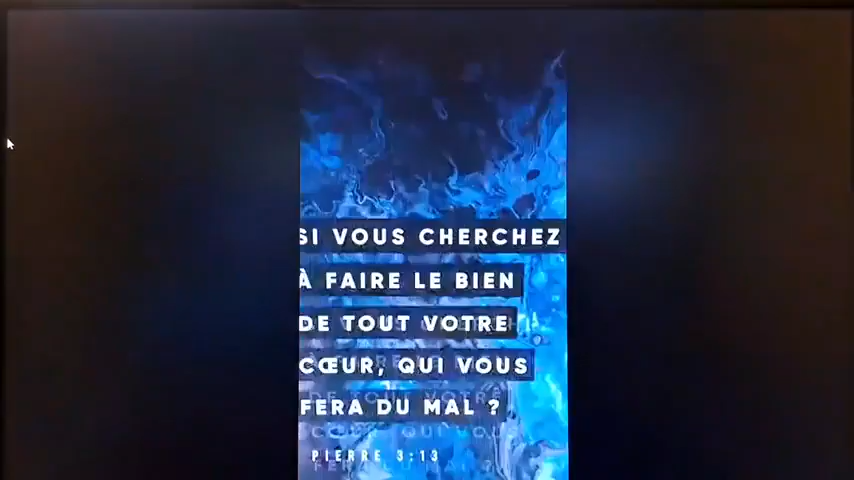 SI VOUS CHERCHEZ
À FAIRE LE BIEN
DE TOUT VOTRE
CŒUR, QUI VOUS
FERA DU MAL ?
PIERRE 3:13